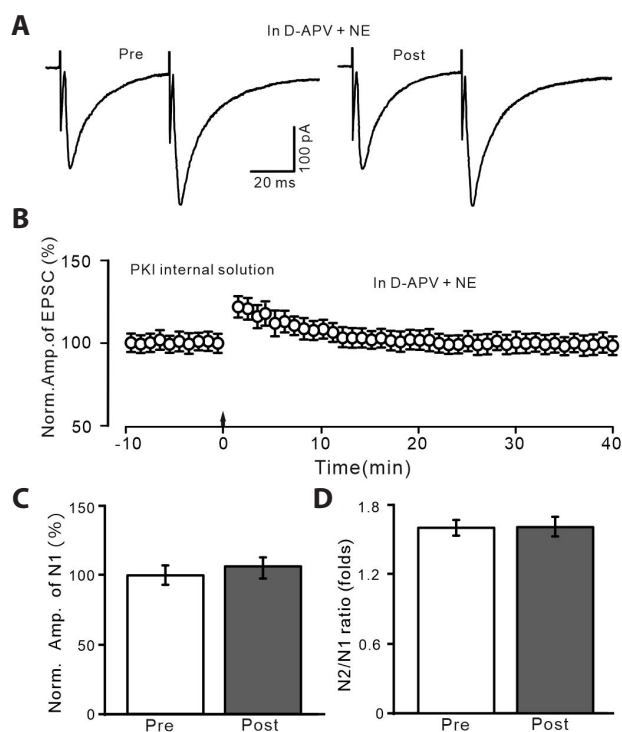 A
In D-APV + NE
Pre
Post
100 pA
20 ms
B
Norm.Amp.of EPSC (%)
150
100
50
PKI internal solution
In D-APV + NE
-10
0
10
20
30
40
Time(min)
C
Norm. Amp. of N1 (%)
150
100
50
0
Pre
Post
D
N2/N1 ratio (folds)
1.8
1.2
0.6
0
Pre
Post